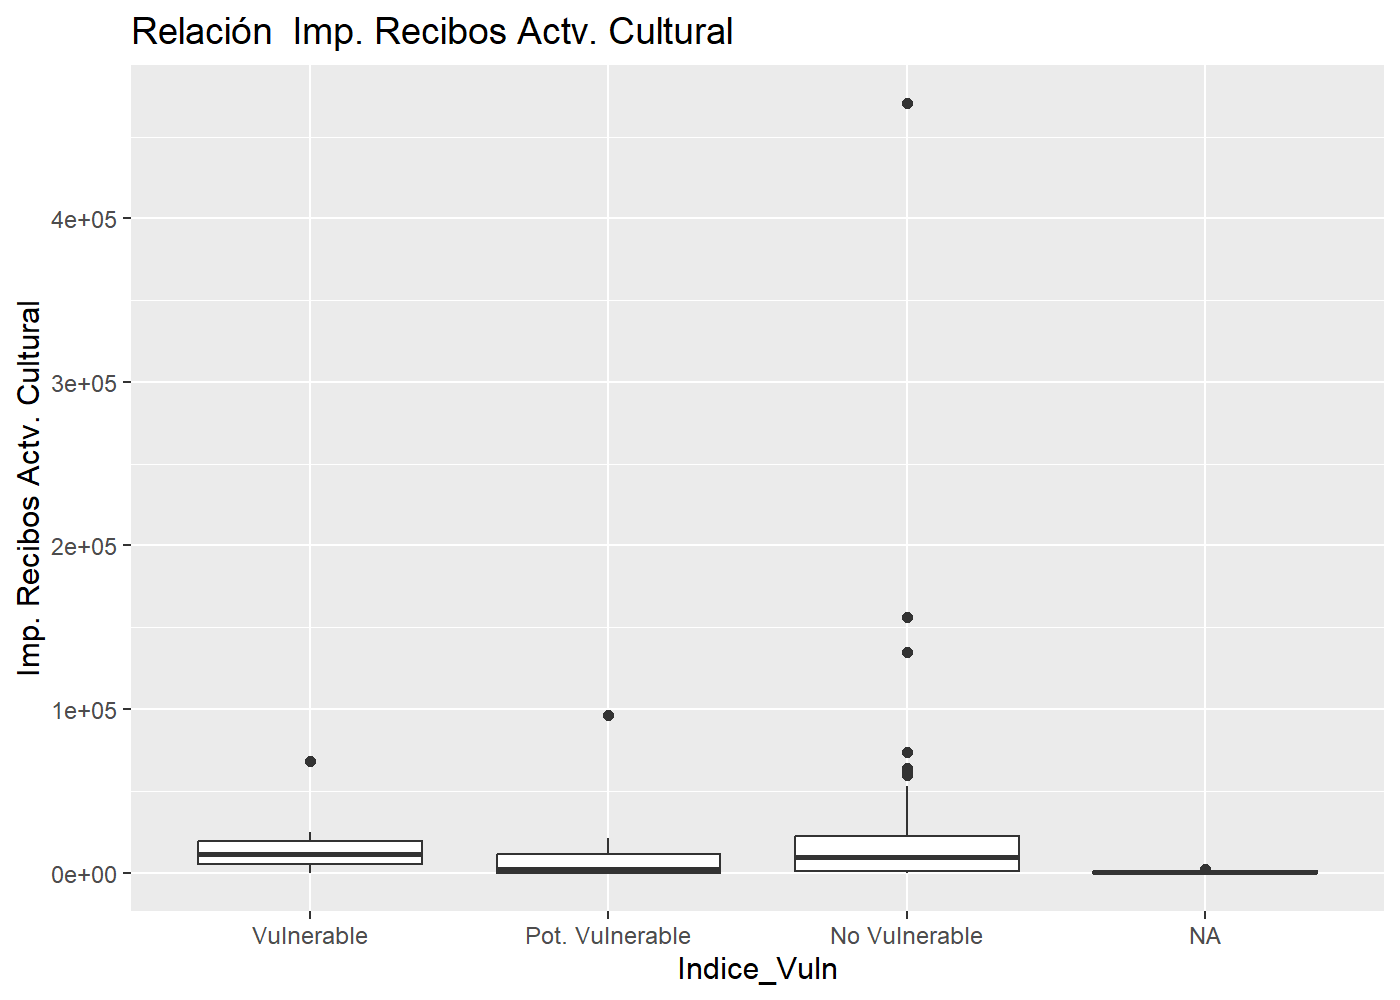 Relación  Imp. Recibos Actv. Cultural
Imp. Recibos Actv. Cultural
4e+05
3e+05
2e+05
1e+05
0e+00
Vulnerable
Pot. Vulnerable
No Vulnerable
NA
Indice_Vuln